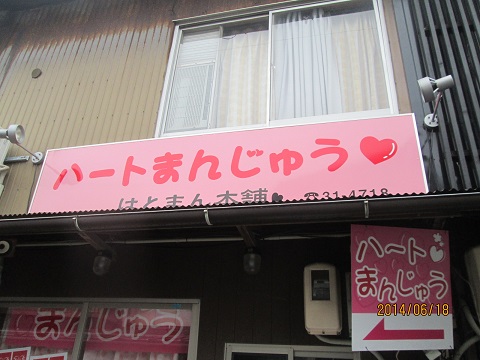 ハートまんじゅう
はとまん本舗 ☎31-4718
ハート
まんじゅう
まんじゅう
2014/06/18